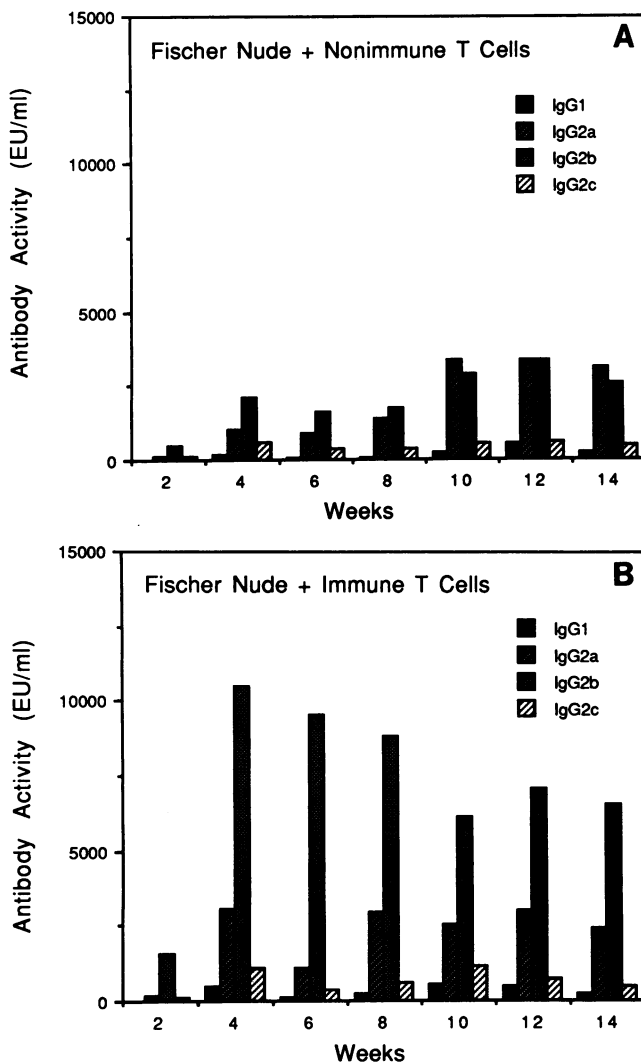 A
Fischer Nude + Nonimmune T Cells
IgG1
IgG2a
IgG2b
IgG2c
15000
10000
5000
0
Antibody Activity (EU/ml)
2 4 6 8 10 12 14
Weeks
B
Fischer Nude + Immune T Cells
IgG1
IgG2a
IgG2b
IgG2c
15000
10000
5000
0
Antibody Activity (EU/ml)
2 4 6 8 10 12 14
Weeks